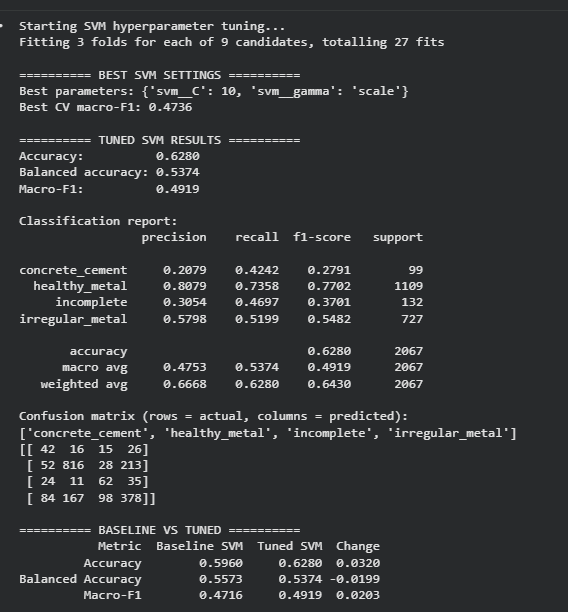 Starting SVM hyperparameter tuning...
Fitting 3 folds for each of 9 candidates, totalling 27 fits
========== BEST SVM SETTINGS ==========
Best parameters: {'svm__C': 10, 'svm__gamma': 'scale'}
Best CV macro-F1: 0.4736
========== TUNED SVM RESULTS ==========
Accuracy: 0.6280
Balanced accuracy: 0.5374
Macro-F1: 0.4919
Classification report:
precision recall f1-score support
concrete_cement 0.2079 0.4242 0.2791 99
healthy_metal 0.8079 0.7358 0.7702 1109
incomplete 0.3054 0.4697 0.3701 132
irregular_metal 0.5798 0.5199 0.5482 727
accuracy 0.6280 2067
macro avg 0.4753 0.5374 0.4919 2067
weighted avg 0.6668 0.6280 0.6430 2067
Confusion matrix (rows = actual, columns = predicted):
['concrete_cement', 'healthy_metal', 'incomplete', 'irregular_metal']
[[ 42 16 15 26]
[ 52 816 28 213]
[ 24 11 62 35]
[ 84 167 98 378]]
========== BASELINE VS TUNED ==========
Metric Baseline SVM Tuned SVM Change
Accuracy 0.5960 0.6280 0.0320
Balanced Accuracy 0.5573 0.5374 -0.0199
Macro-F1 0.4716 0.4919 0.0203